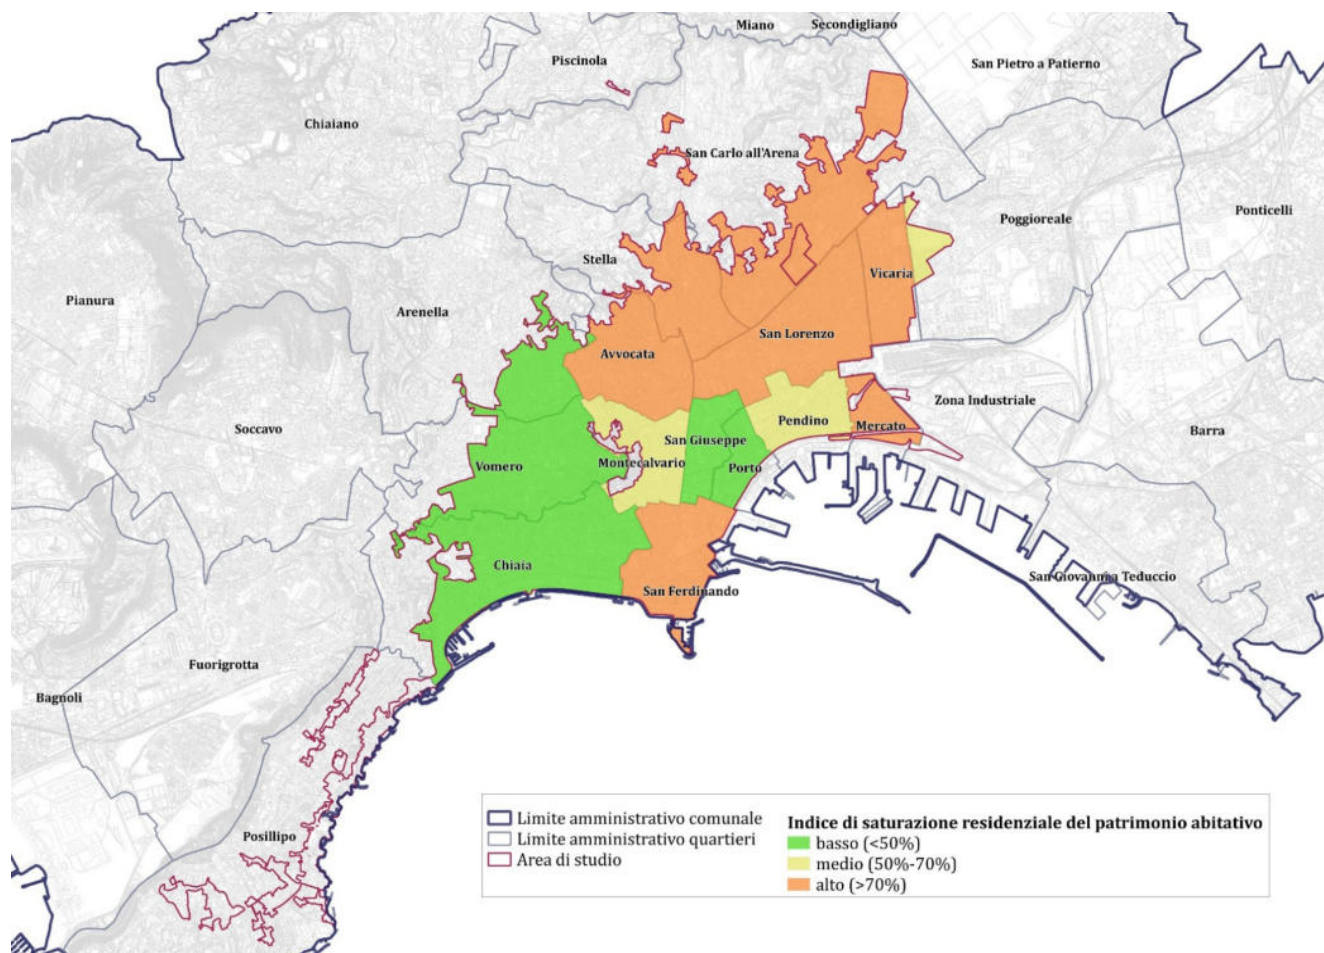 Miano
Secondigliano
Piscinola
San Pietro a Patierno
Chiaiano
San Carlo all'Arena
Poggioreale
Ponticelli
Stella
Vicaria
Pianura
Arenella
San Lorenzo
Avvocata
Zona Industriale
Soccavo
Pendino
Mercato
Barra
San Giuseppe
Vomero
Montecalvario
Porto
Chiaia
San Ferdinando
San Giovannna Teduccio
Fuorigrotta
Bagnoli
Posillipo
Limite amministrativo comunale
Limite amministrativo quartieri
Area di studio
Indice di saturazione residenziale del patrimonio abitativo
basso (<50%)
medio (50%-70%)
alto (>70%)